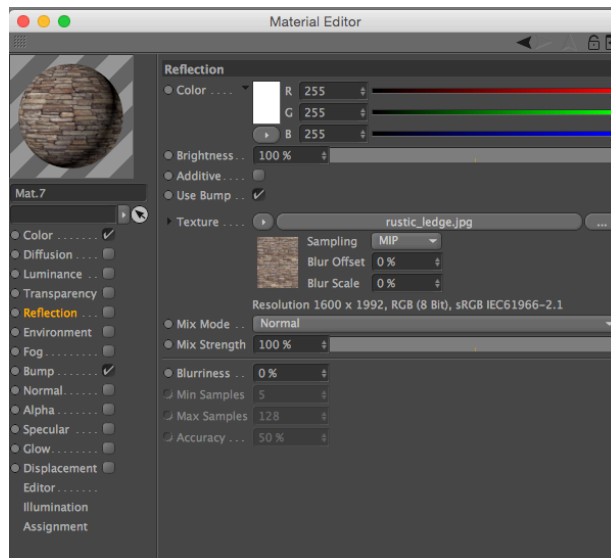 Material Editor
Reflection
Color . . . . R 255
G 255
B 255
Brightness . . 100 %
Additive . . .
Use Bump . .
Texture . . . . rustic_ledge.jpg ...
Sampling MIP
Blur Offset 0 %
Blur Scale 0 %
Resolution 1600 x 1992, RGB (8 Bit), sRGB IEC61966-2.1
Mix Mode . . Normal
Mix Strength 100 %
Blurriness . . 0 %
Min Samples 5
Max Samples 128
Accuracy . . . 50 %
Mat.7
Color . . . . . . .
Diffusion . . . .
Luminance . .
Transparency
Reflection . . .
Environment
Fog . . . . . . . . .
Bump . . . . . . .
Normal . . . . . .
Alpha . . . . . . .
Specular . . . .
Glow . . . . . . . .
Displacement
Editor . . . . . . .
Illumination
Assignment